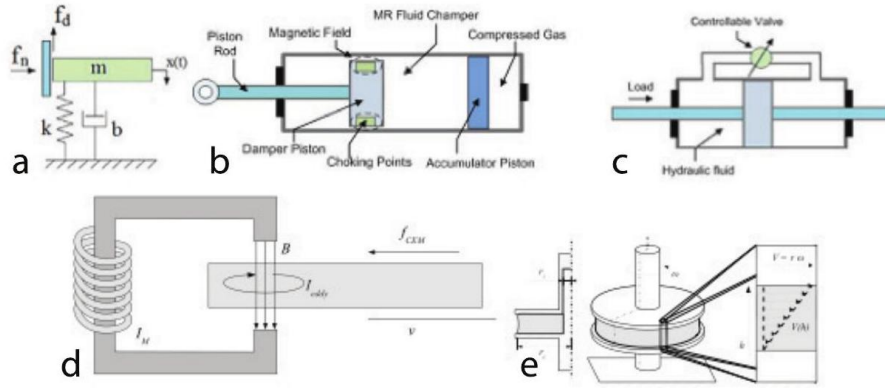 f_d
f_n
m
x(t)
k
b
a
Magnetic Field
MR Fluid Champer
Compressed Gas
Piston
Rod
Damper Piston
Choking Points
Accumulator Piston
b
Controllable Valve
Load
Hydraulic fluid
c
B
f_CEM
I_eddy
v
I_M
d
r
ω
V = r ω
V(h)
h
r
e